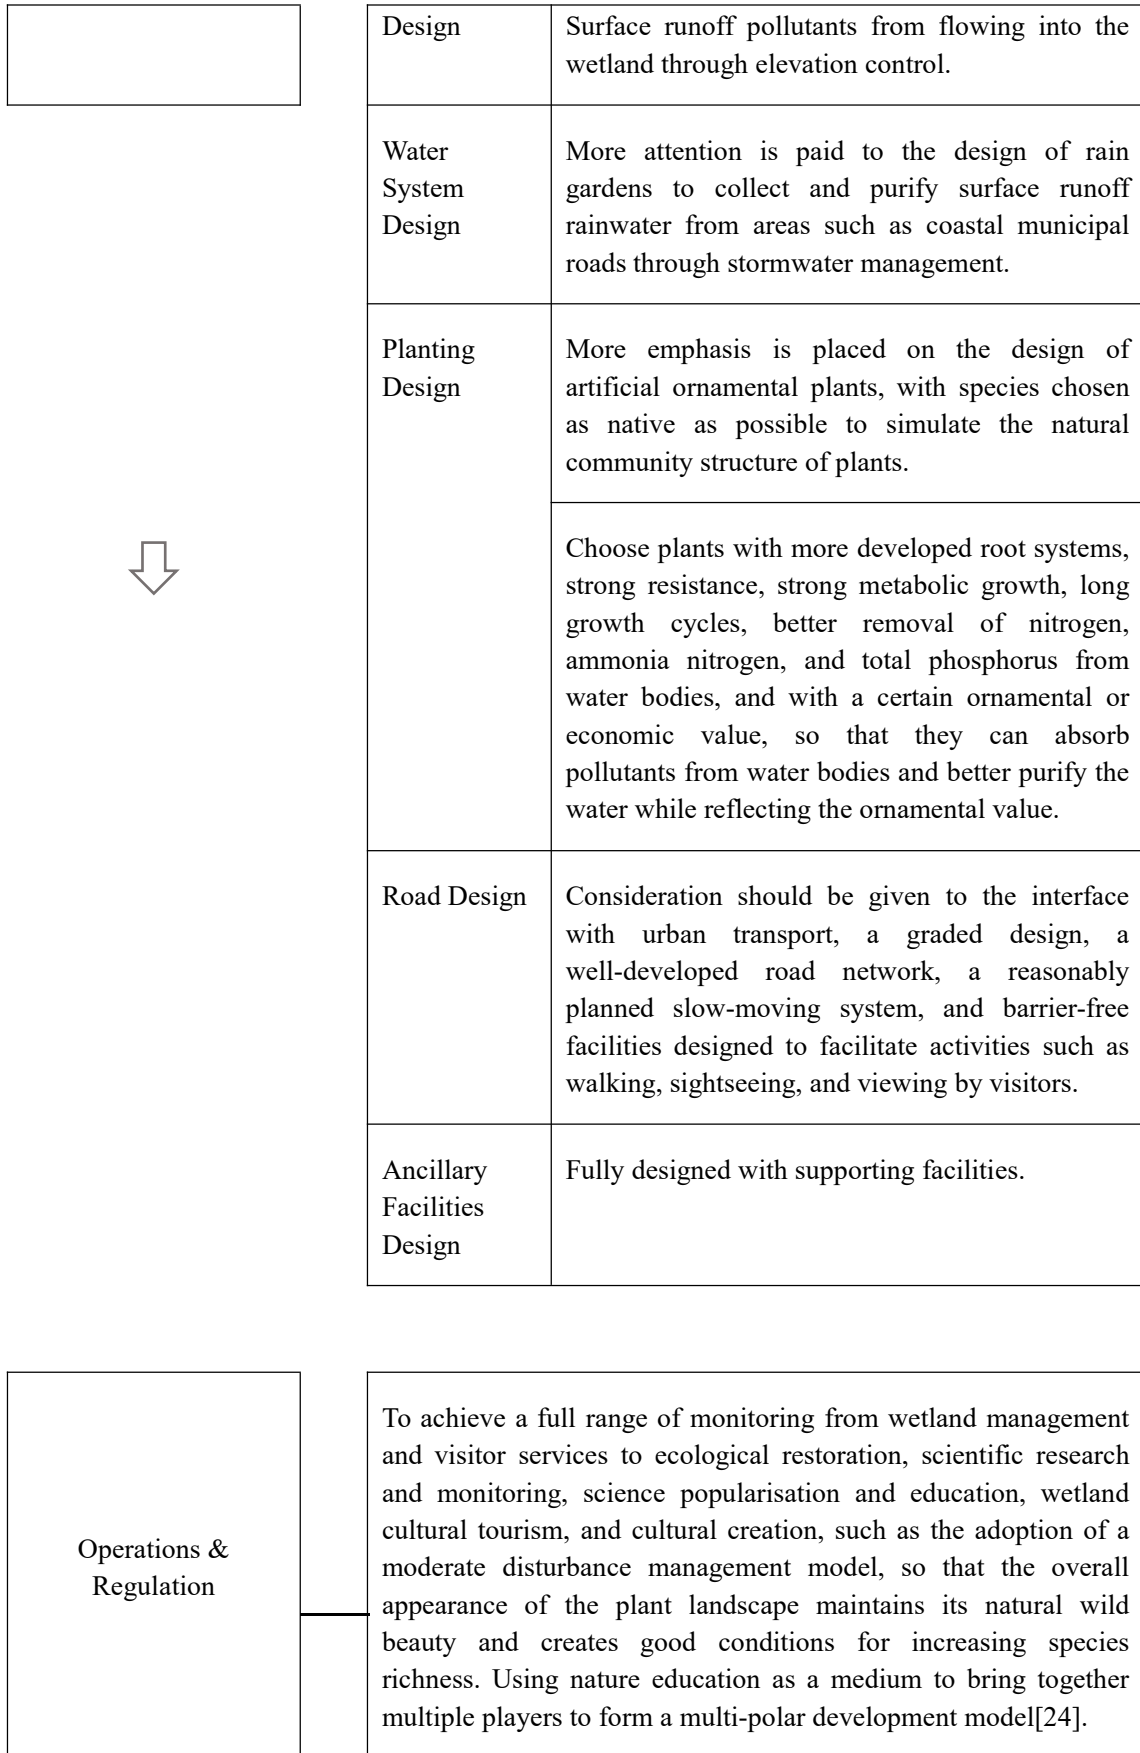 Design
Surface runoff pollutants from flowing into the
wetland through elevation control.
Water
System
Design
More attention is paid to the design of rain
gardens to collect and purify surface runoff
rainwater from areas such as coastal municipal
roads through stormwater management.
Planting
Design
More emphasis is placed on the design of
artificial ornamental plants, with species chosen
as native as possible to simulate the natural
community structure of plants.
Choose plants with more developed root systems,
strong resistance, strong metabolic growth, long
growth cycles, better removal of nitrogen,
ammonia nitrogen, and total phosphorus from
water bodies, and with a certain ornamental or
economic value, so that they can absorb
pollutants from water bodies and better purify the
water while reflecting the ornamental value.
Road Design
Consideration should be given to the interface
with urban transport, a graded design, a
well-developed road network, a reasonably
planned slow-moving system, and barrier-free
facilities designed to facilitate activities such as
walking, sightseeing, and viewing by visitors.
Ancillary
Facilities
Design
Fully designed with supporting facilities.
Operations &
Regulation
To achieve a full range of monitoring from wetland management
and visitor services to ecological restoration, scientific research
and monitoring, science popularisation and education, wetland
cultural tourism, and cultural creation, such as the adoption of a
moderate disturbance management model, so that the overall
appearance of the plant landscape maintains its natural wild
beauty and creates good conditions for increasing species
richness. Using nature education as a medium to bring together
multiple players to form a multi-polar development model[24].